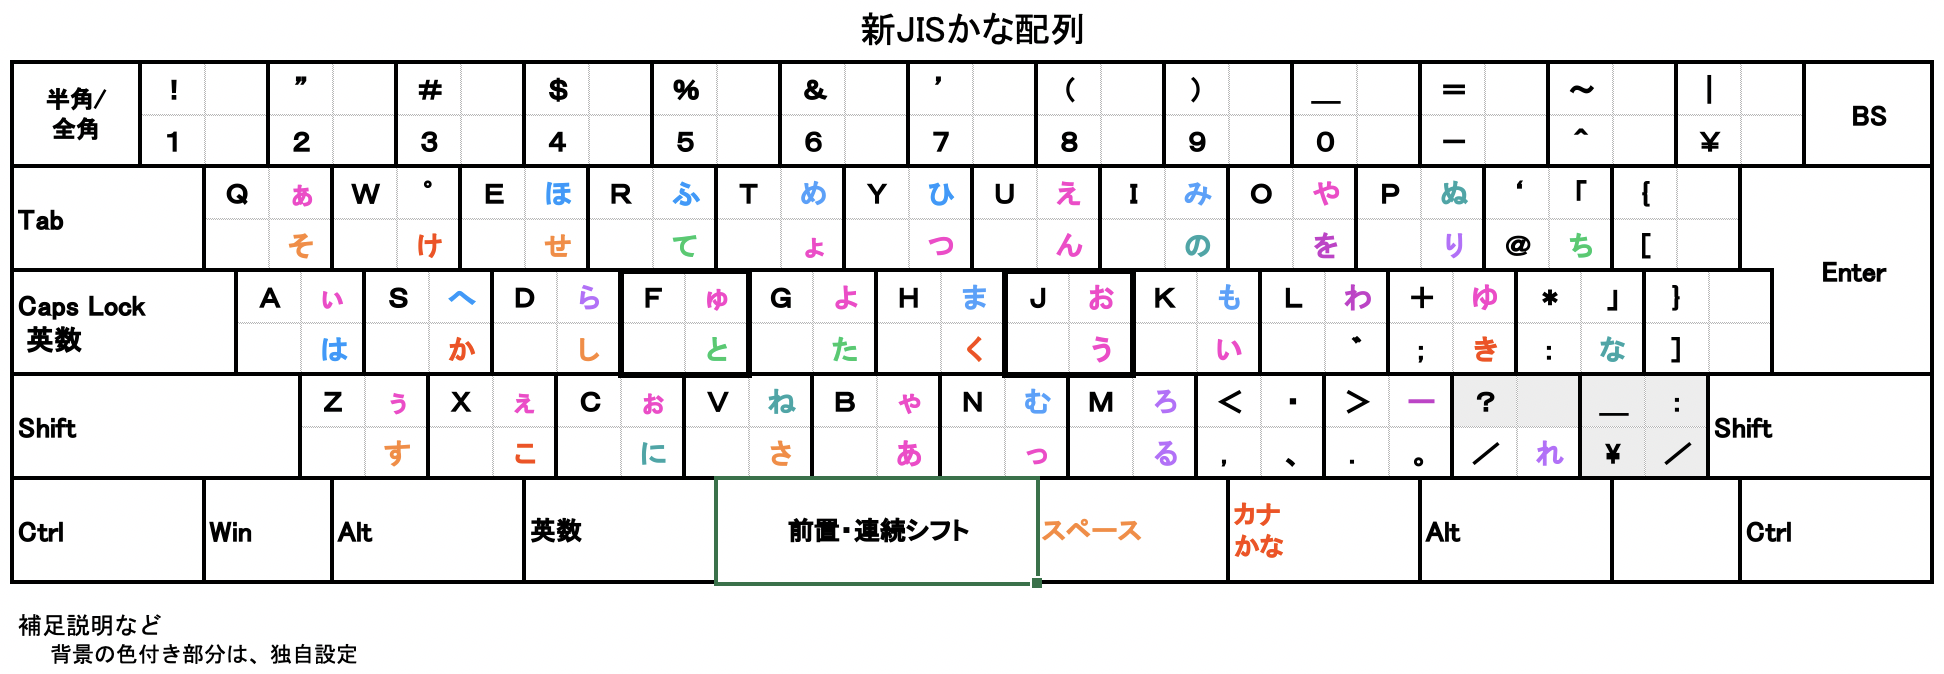 新JISかな配列
半角/
全角
! ” # $ % & ’ ( ) ＿ = ～ | BS
1 2 3 4 5 6 7 8 9 0 － ＾ ￥
Tab
Q ぁ W ゜ E ほ R ふ T め Y ひ U え I み O や P ぬ ‘ 「 {
そ け せ て ょ つ ん の を り @ ち [
Enter
Caps Lock
英数
A ぃ S へ D ら F ゅ G よ H ま J お K も L わ ＋ ゆ * 」 }
は か し と た く う い ゛ ; き : な ]
Shift
Z ぅ X ぇ C ぉ V ね B ゃ N む M ろ ＜ ・ ＞ ー ? ＿ :
す こ に さ あ っ る , 、 . 。 ／ れ ￥ ／
Shift
Ctrl Win Alt 英数 前置・連続シフト スペース カナ
かな
Alt Ctrl
補足説明など
背景の色付き部分は、独自設定